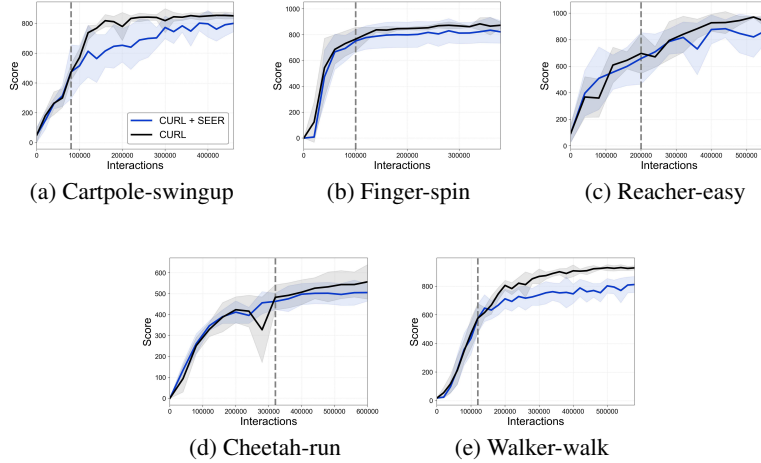 800
600
400
200
0
Score
CURL + SEER
CURL
0 100000 200000 300000 400000
Interactions
(a) Cartpole-swingup
1000
800
600
400
200
0
Score
0 100000 200000 300000
Interactions
(b) Finger-spin
1000
800
600
400
200
0
Score
0 100000 200000 300000 400000 500000
Interactions
(c) Reacher-easy
600
500
400
300
200
100
0
Score
0 100000 200000 300000 400000 500000 600000
Interactions
(d) Cheetah-run
800
600
400
200
0
Score
0 100000 200000 300000 400000 500000
Interactions
(e) Walker-walk